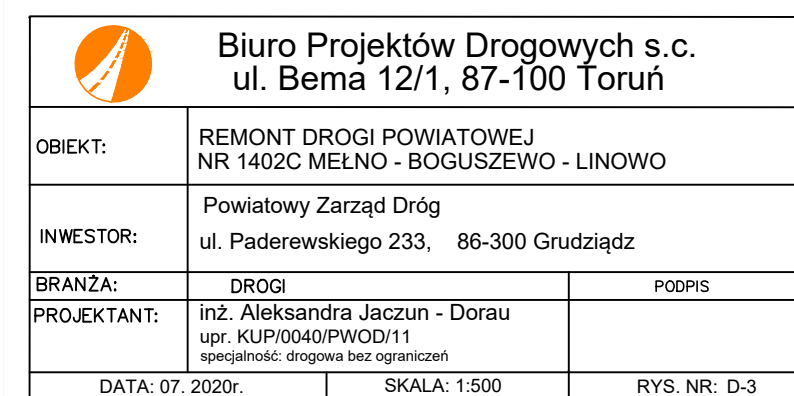 Biuro Projektów Drogowych s.c.
ul. Bema 12/1, 87-100 Toruń
OBIEKT:
REMONT DROGI POWIATOWEJ
NR 1402C MEŁNO - BOGUSZEWO - LINOWO
INWESTOR:
Powiatowy Zarząd Dróg
ul. Paderewskiego 233, 86-300 Grudziądz
BRANŻA: DROGI PODPIS
PROJEKTANT:
inż. Aleksandra Jaczun - Dorau
upr. KUP/0040/PWOD/11
specjalność: drogowa bez ograniczeń
DATA: 07. 2020r. SKALA: 1:500 RYS. NR: D-3